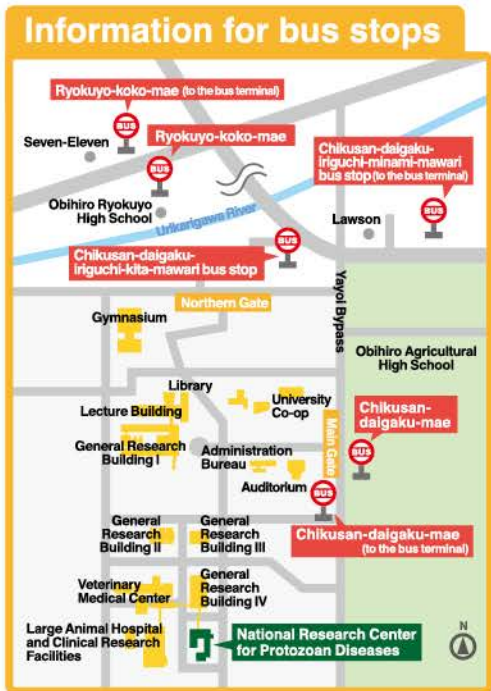 Information for bus stops
Ryokuyo-koko-mae (to the bus terminal)
BUS
Seven-Eleven
Ryokuyo-koko-mae
BUS
Chikusan-daigaku-
iriguchi-minami-mawari
bus stop (to the bus terminal)
Obihiro Ryokuyo
High School
Urikarigawa River
Lawson
BUS
BUS
Chikusan-daigaku-
iriguchi-kita-mawari bus stop
Northern Gate
Gymnasium
Yayoi Bypass
Obihiro Agricultural
High School
Library
Lecture Building
University
Co-op
Chikusan-
daigaku-mae
Main Gate
General Research
Building I
Administration
Bureau
BUS
Auditorium
BUS
Chikusan-daigaku-mae
(to the bus terminal)
General
Research
Building II
General
Research
Building III
Veterinary
Medical Center
General
Research
Building IV
Large Animal Hospital
and Clinical Research
Facilities
National Research Center
for Protozoan Diseases
N